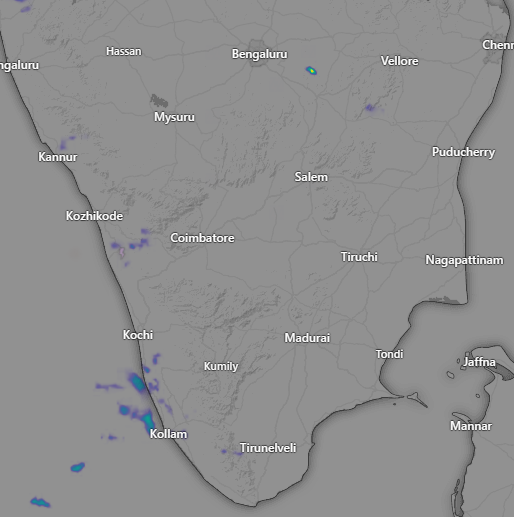 Chenn
Hassan
Bengaluru
Vellore
ngaluru
Mysuru
Kannur
Puducherry
Salem
Kozhikode
Coimbatore
Tiruchi
Nagapattinam
Kochi
Madurai
Tondi
Jaffna
Kumily
Mannar
Kollam
Tirunelveli